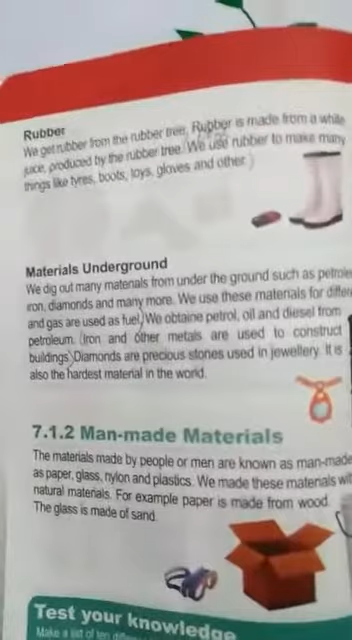 Rubber
We get rubber from the rubber tree. Rubber is made from a while
juice, produced by the rubber tree. We use rubber to make many
things like tyres, boots, toys, gloves and other
Materials Underground
We dig out many materials from under the ground such as
iron, diamonds and many more. We use these materials for
and gas are used as fuel. We obtaine petrol, oil and diesel from
petroleum. Iron and other metals are used to construct
buildings. Diamonds are precious stones used in jewellery. It is
also the hardest material in the world.
7.1.2 Man-made Materials
The materials made by people or men are known as man-made
as paper, glass, nylon and plastics. We made these materials
natural materials. For example paper is made from wood.
The glass is made of sand.
Test your knowledge
Make a list of ten